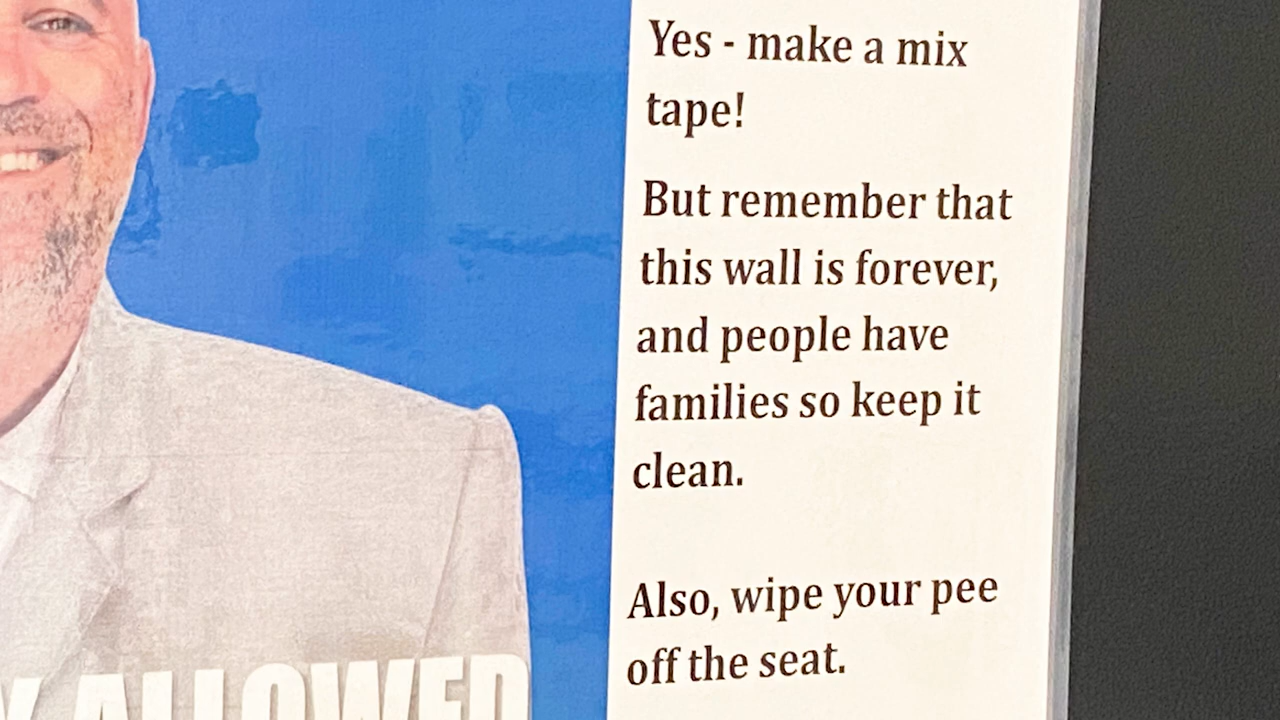 Yes - make a mix
tape!
But remember that
this wall is forever,
and people have
families so keep it
clean.
Also, wipe your pee
off the seat.
ALLOWED